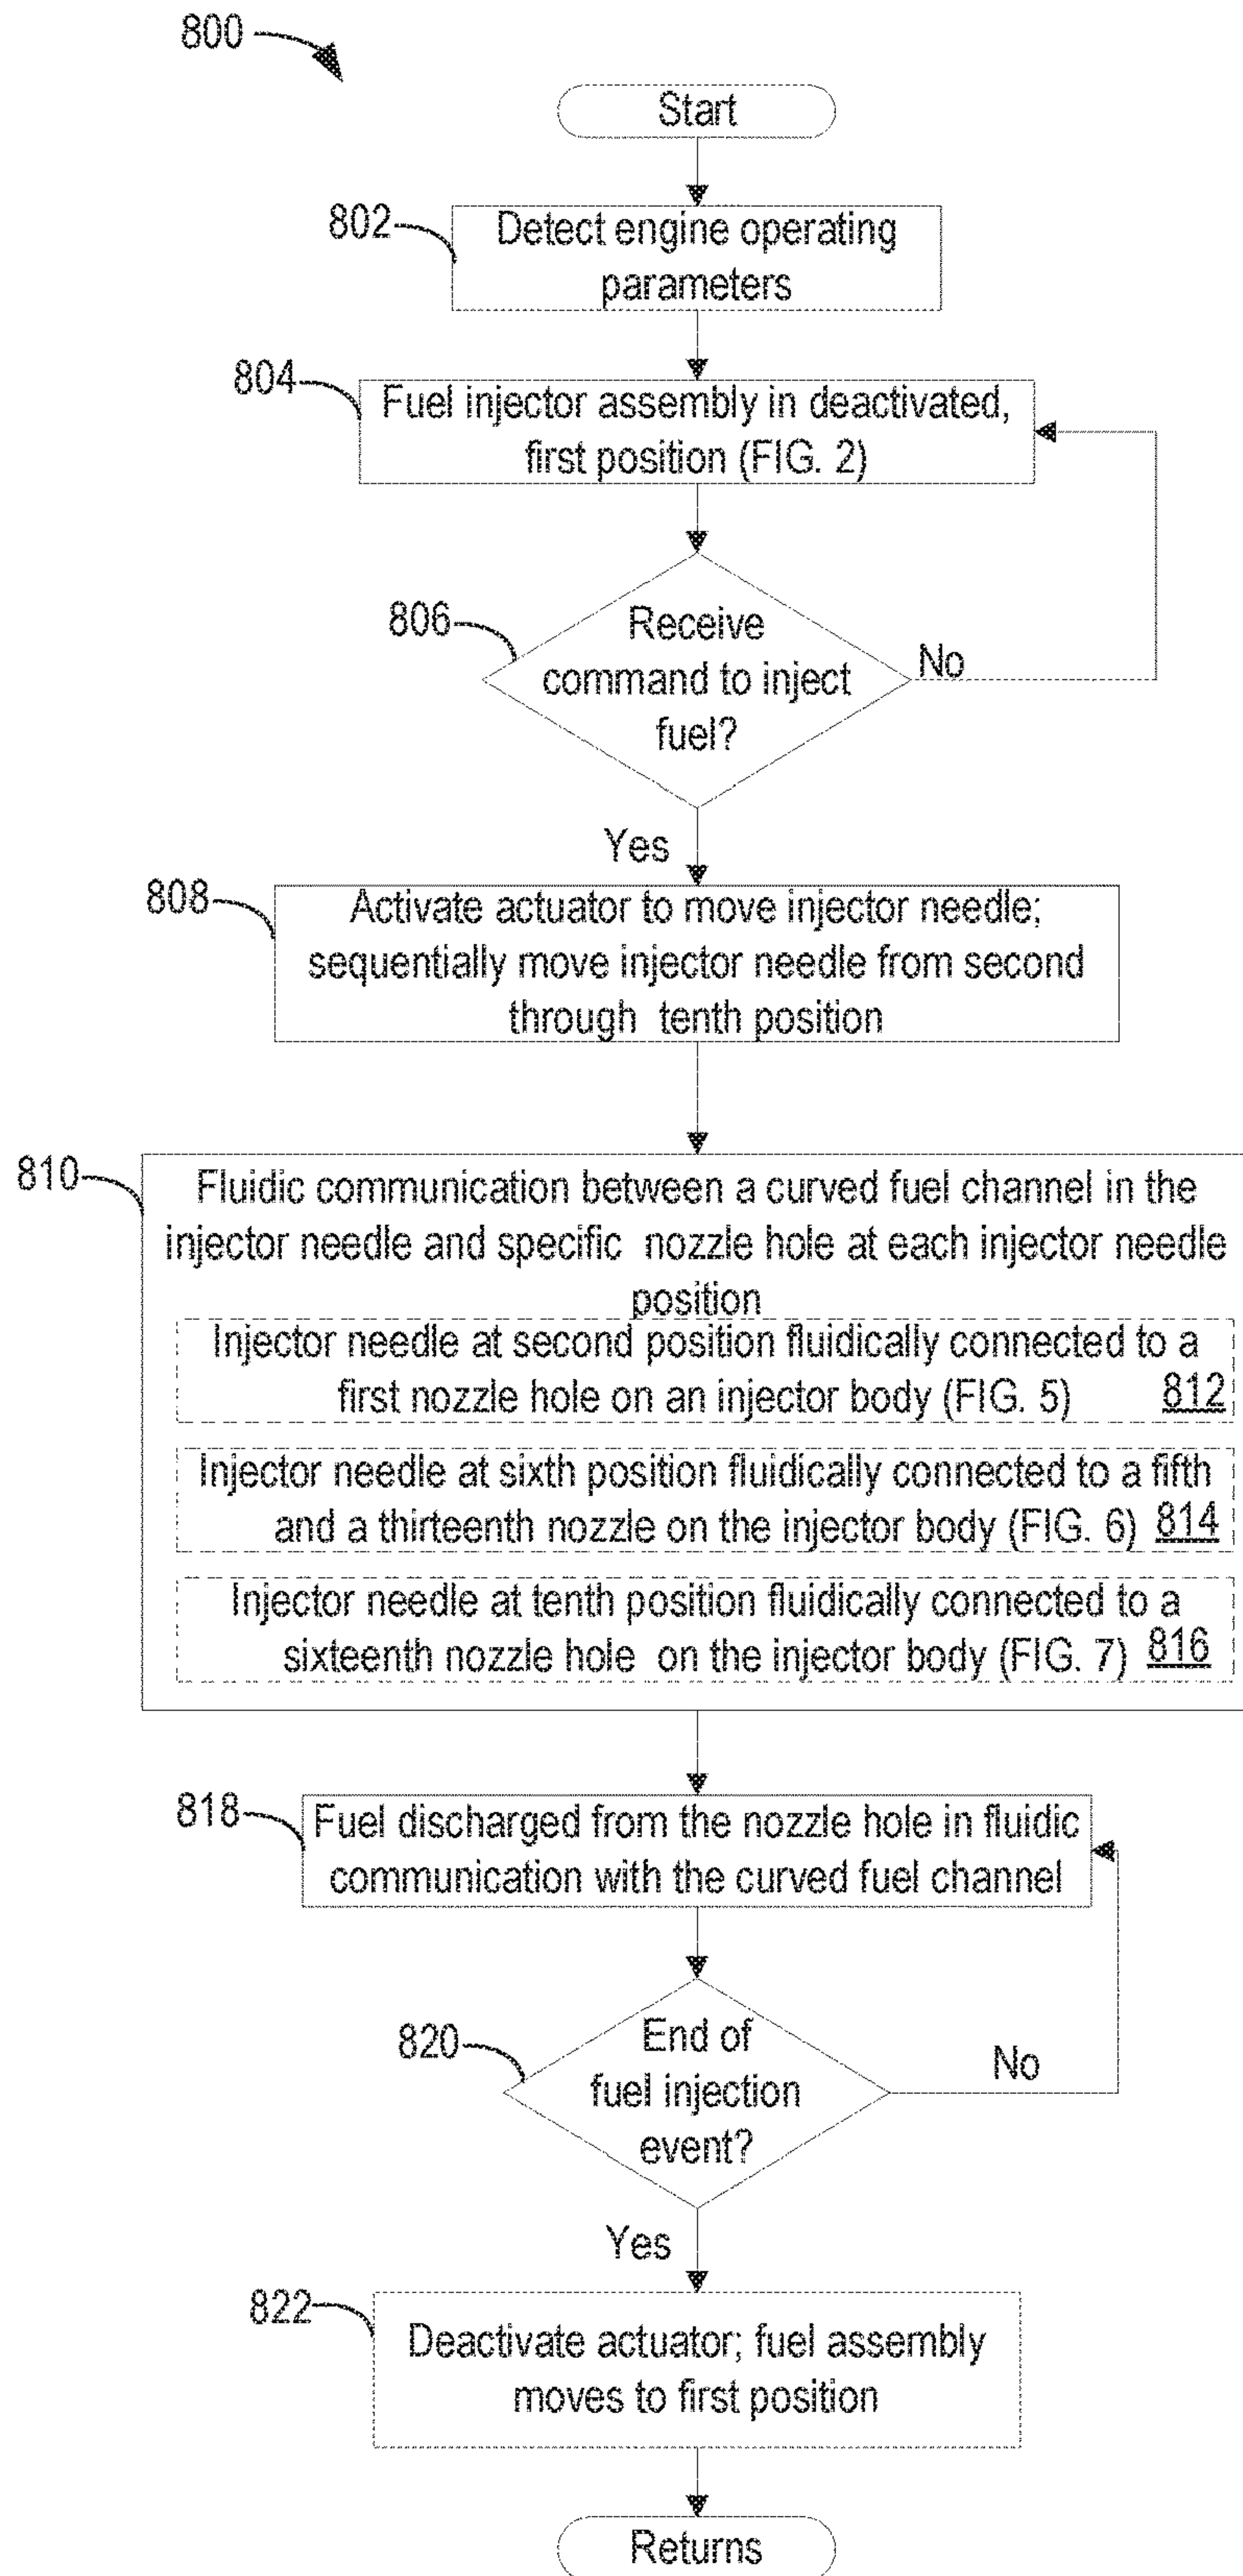 800
Start
802
Detect engine operating
parameters
804
Fuel injector assembly in deactivated,
first position (FIG. 2)
806
Receive
command to inject
fuel?
No
Yes
808
Activate actuator to move injector needle;
sequentially move injector needle from second
through tenth position
810
Fluidic communication between a curved fuel channel in the
injector needle and specific nozzle hole at each injector needle
position
Injector needle at second position fluidically connected to a
first nozzle hole on an injector body (FIG. 5) 812
Injector needle at sixth position fluidically connected to a fifth
and a thirteenth nozzle on the injector body (FIG. 6) 814
Injector needle at tenth position fluidically connected to a
sixteenth nozzle hole on the injector body (FIG. 7) 816
818
Fuel discharged from the nozzle hole in fluidic
communication with the curved fuel channel
820
End of
fuel injection
event?
No
Yes
822
Deactivate actuator; fuel assembly
moves to first position
Returns